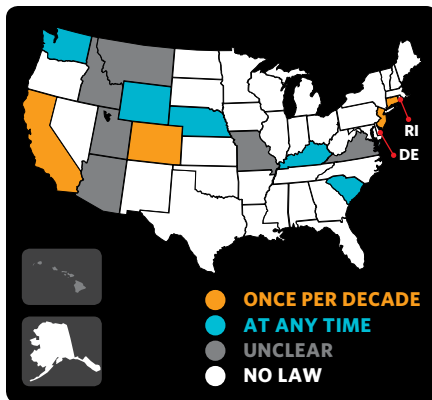 RI
DE
ONCE PER DECADE
AT ANY TIME
UNCLEAR
NO LAW